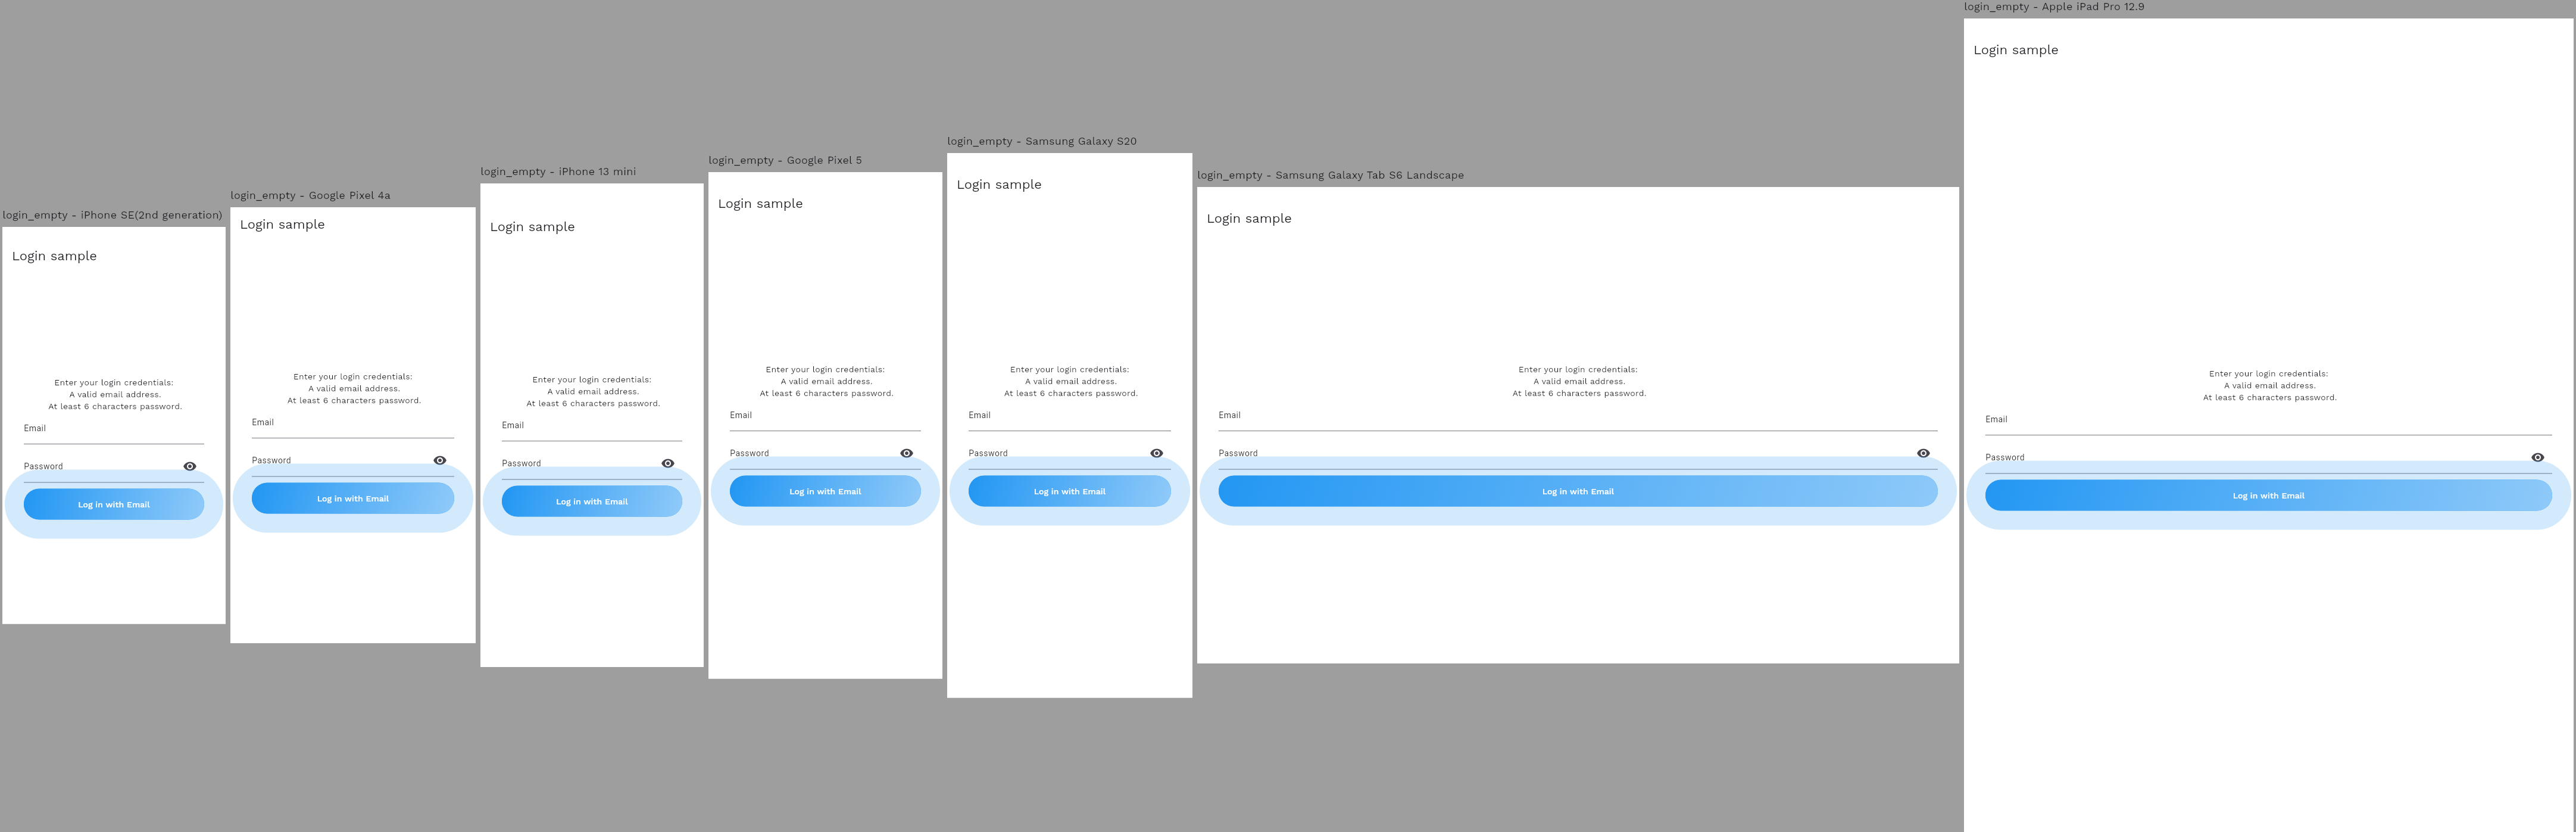 login_empty - iPhone SE(2nd generation)
Login sample
Enter your login credentials:
A valid email address.
At least 6 characters password.
Email
Password
Log in with Email
login_empty - Google Pixel 4a
Login sample
Enter your login credentials:
A valid email address.
At least 6 characters password.
Email
Password
Log in with Email
login_empty - iPhone 13 mini
Login sample
Enter your login credentials:
A valid email address.
At least 6 characters password.
Email
Password
Log in with Email
login_empty - Google Pixel 5
Login sample
Enter your login credentials:
A valid email address.
At least 6 characters password.
Email
Password
Log in with Email
login_empty - Samsung Galaxy S20
Login sample
Enter your login credentials:
A valid email address.
At least 6 characters password.
Email
Password
Log in with Email
login_empty - Samsung Galaxy Tab S6 Landscape
Login sample
Enter your login credentials:
A valid email address.
At least 6 characters password.
Email
Password
Log in with Email
login_empty - Apple iPad Pro 12.9
Login sample
Enter your login credentials:
A valid email address.
At least 6 characters password.
Email
Password
Log in with Email